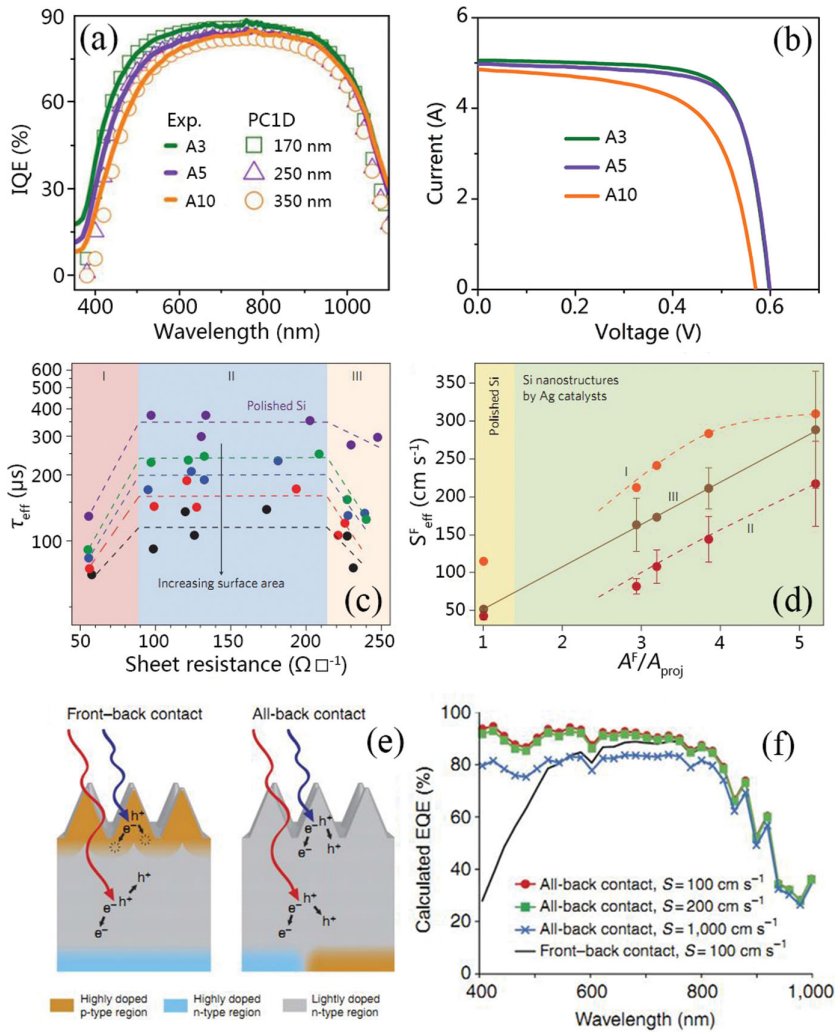 (a)
90
60
30
0
IQE (%)
Exp.
PC1D
A3
170 nm
A5
250 nm
A10
350 nm
400
600
800
1000
Wavelength (nm)
(b)
6
4
2
0
Current (A)
A3
A5
A10
0.0
0.2
0.4
0.6
0.8
Voltage (V)
600
500
400
300
200
100
τeff (μs)
I
II
III
Polished Si
Increasing surface area
(c)
50
100
150
200
250
Sheet resistance (Ω □⁻¹)
350
300
250
200
150
100
50
SFeff (cm s⁻¹)
Polished Si
Si nanostructures
by Ag catalysts
I
III
II
(d)
1
2
3
4
5
AF/Aproj
Front–back contact
All-back contact
(e)
h⁺
e⁻
h⁺
e⁻
h⁺
e⁻
h⁺
e⁻
h⁺
e⁻
h⁺
e⁻
Highly doped
p-type region
Highly doped
n-type region
Lightly doped
n-type region
(f)
100
80
60
40
20
0
Calculated EQE (%)
All-back contact, S = 100 cm s⁻¹
All-back contact, S = 200 cm s⁻¹
All-back contact, S = 1,000 cm s⁻¹
Front–back contact, S = 100 cm s⁻¹
400
500
600
700
800
900
1,000
Wavelength (nm)